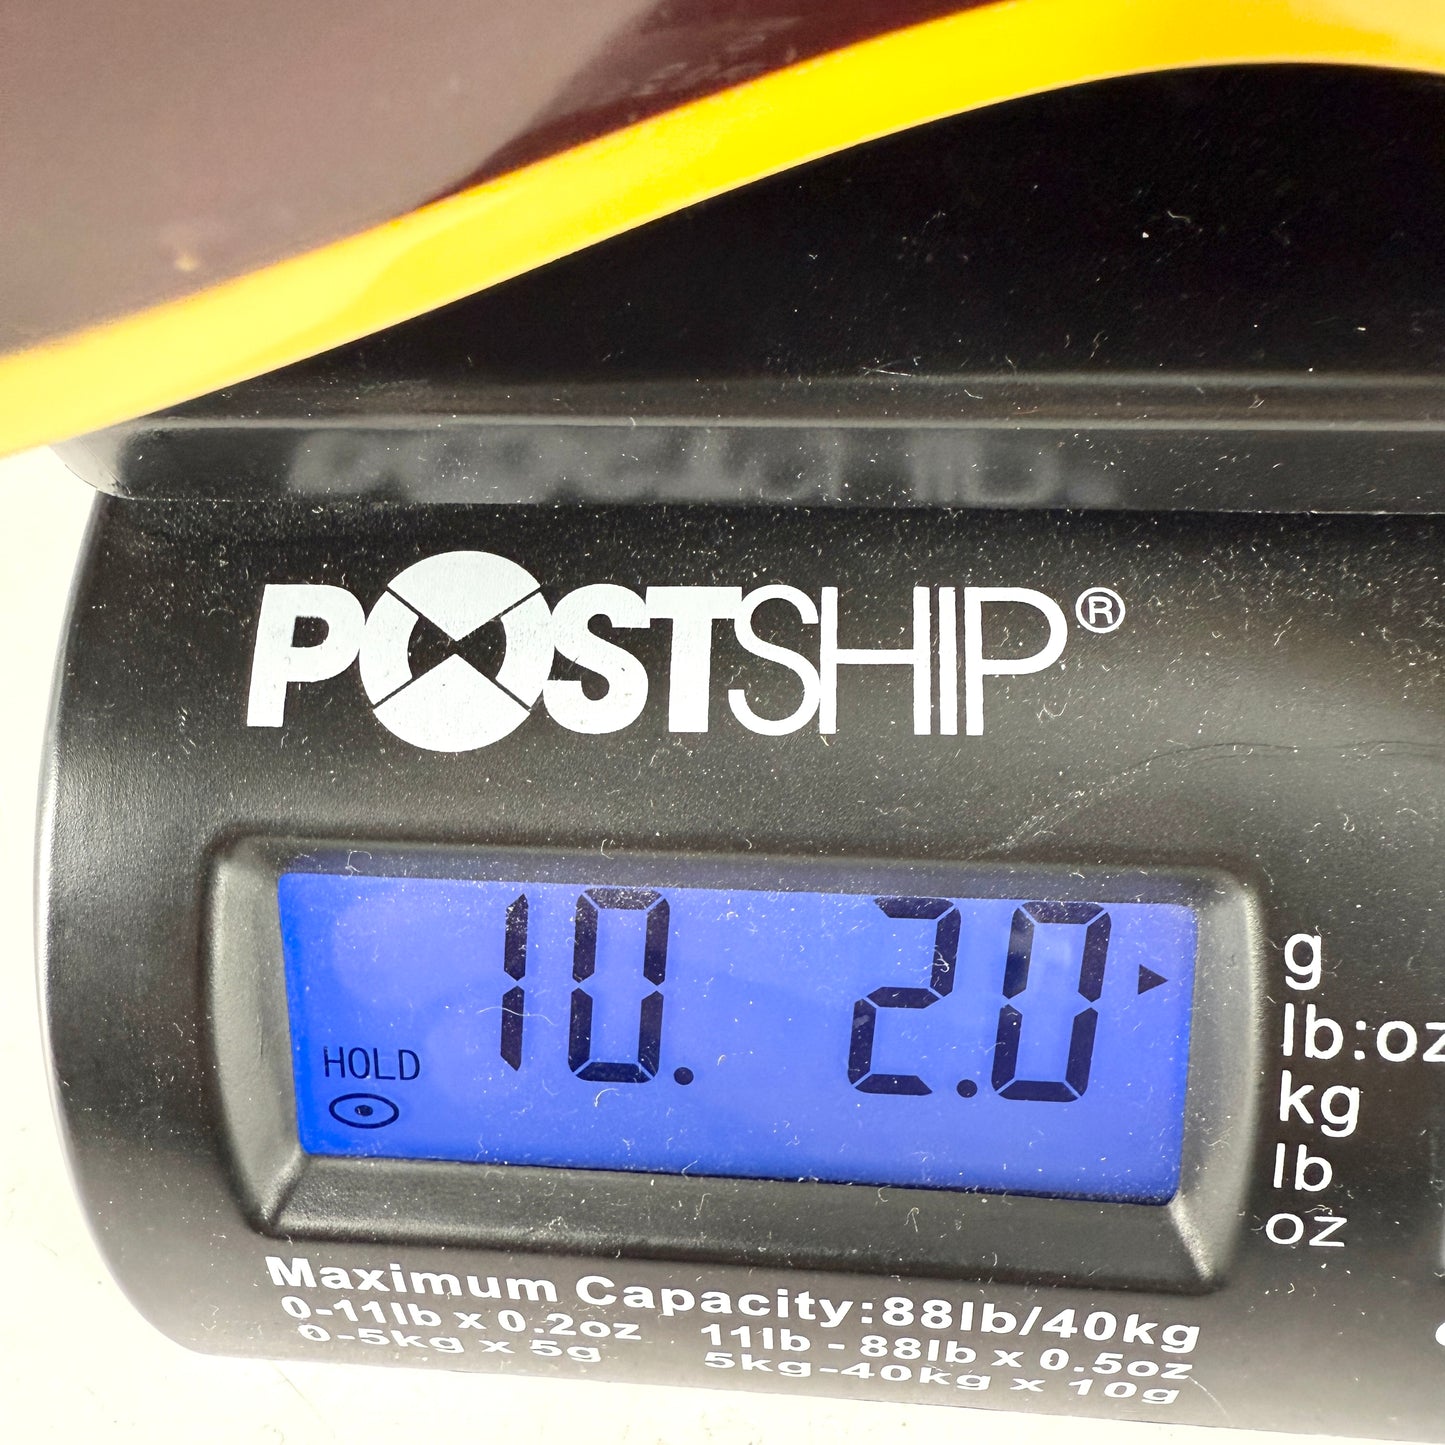 POSTSHIP®
10. 2.0
HOLD
g
lb:oz
kg
lb
oz
Maximum Capacity:88lb/40kg
0-11lb x 0.2oz 11lb - 88lb x 0.5oz
0-5kg x 5g 5kg-40kg x 10g